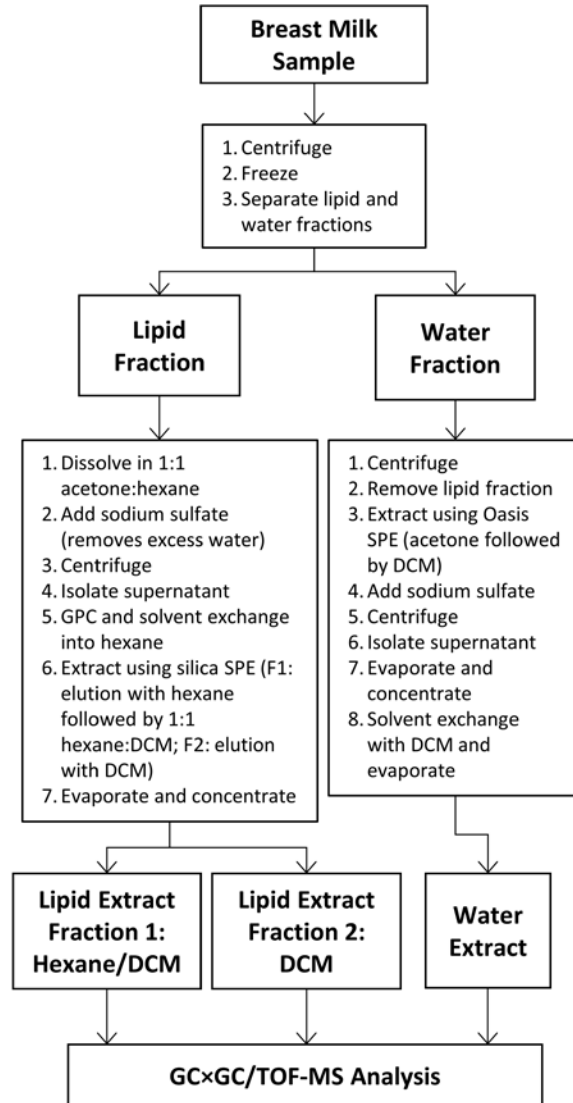 Breast Milk
Sample
1. Centrifuge
2. Freeze
3. Separate lipid and
water fractions
Lipid
Fraction
Water
Fraction
1. Dissolve in 1:1
acetone:hexane
2. Add sodium sulfate
(removes excess water)
3. Centrifuge
4. Isolate supernatant
5. GPC and solvent exchange
into hexane
6. Extract using silica SPE (F1:
elution with hexane
followed by 1:1
hexane:DCM; F2: elution
with DCM)
7. Evaporate and concentrate
1. Centrifuge
2. Remove lipid fraction
3. Extract using Oasis
SPE (acetone followed
by DCM)
4. Add sodium sulfate
5. Centrifuge
6. Isolate supernatant
7. Evaporate and
concentrate
8. Solvent exchange
with DCM and
evaporate
Lipid Extract
Fraction 1:
Hexane/DCM
Lipid Extract
Fraction 2:
DCM
Water
Extract
GC×GC/TOF-MS Analysis